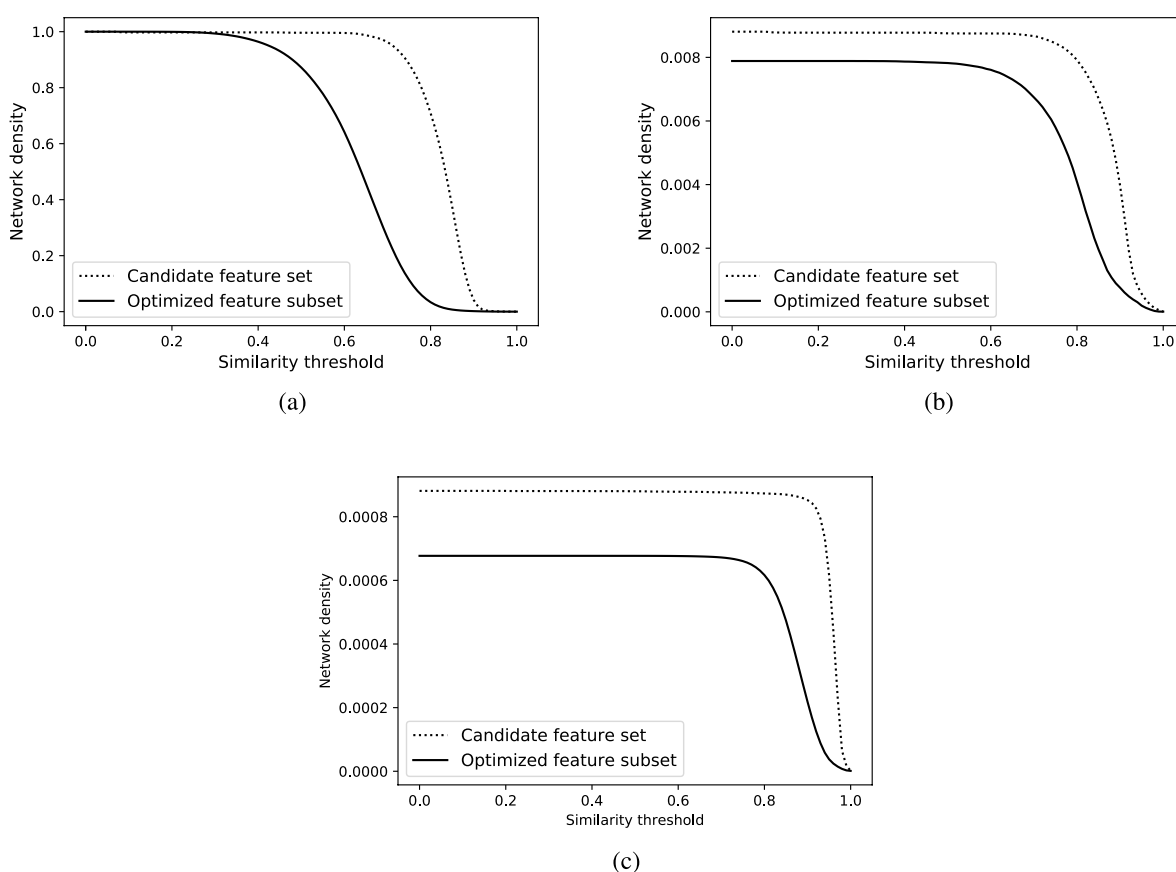 1.0
0.8
0.6
0.4
0.2
0.0
Network density
Candidate feature set
Optimized feature subset
0.0 0.2 0.4 0.6 0.8 1.0
Similarity threshold
(a)
0.008
0.006
0.004
0.002
0.000
Network density
Candidate feature set
Optimized feature subset
0.0 0.2 0.4 0.6 0.8 1.0
Similarity threshold
(b)
0.0008
0.0006
0.0004
0.0002
0.0000
Network density
Candidate feature set
Optimized feature subset
0.0 0.2 0.4 0.6 0.8 1.0
Similarity threshold
(c)